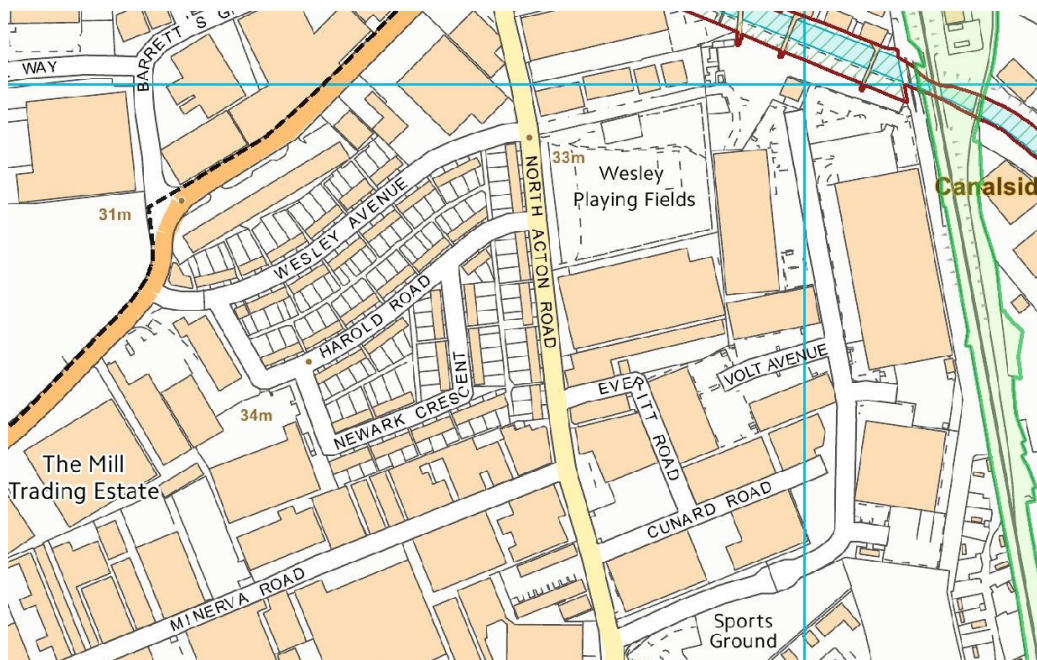 BARRETT S G
WAY
NORTH ACTON ROAD
33m
Wesley
Playing Fields
Canalsid
31m
WESLEY AVENUE
HAROLD ROAD
NEWARK CRESCENT
EVERITT ROAD
VOLT AVENUE
34m
The Mill
Trading Estate
CUNARD ROAD
MINERVA ROAD
Sports
Ground